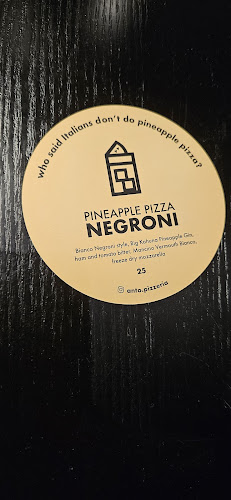 who said Italians don't do pineapple pizza?
PINEAPPLE PIZZA
NEGRONI
Bianco Negroni style, Big Kahuna Pineapple Gin,
ham and tomato bitter, Mancino Vermouth Bianco,
freeze dry mozzarella
25
anto.pizzeria